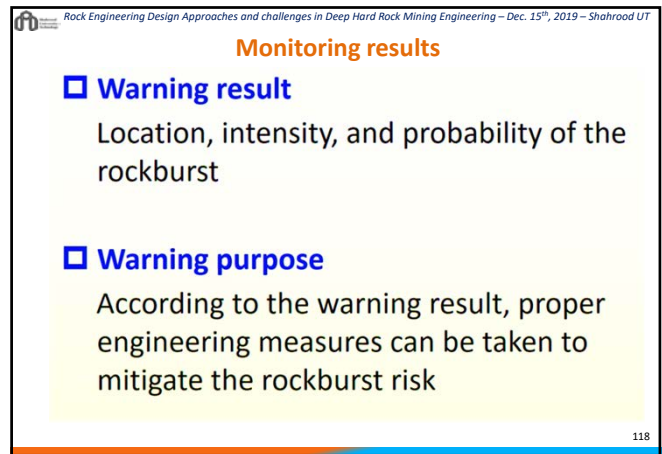 Rock Engineering Design Approaches and challenges in Deep Hard Rock Mining Engineering – Dec. 15th, 2019 – Shahrood UT
Monitoring results
Warning result
Location, intensity, and probability of the
rockburst
Warning purpose
According to the warning result, proper
engineering measures can be taken to
mitigate the rockburst risk
118